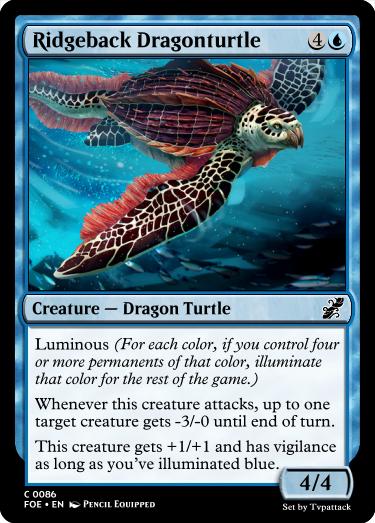 Ridgeback Dragonturtle 4
Creature — Dragon Turtle
Luminous (For each color, if you control four
or more permanents of that color, illuminate
that color for the rest of the game.)
Whenever this creature attacks, up to one
target creature gets -3/-0 until end of turn.
This creature gets +1/+1 and has vigilance
as long as you've illuminated blue.
4/4
C 0086
FOE • EN Pencil Equipped
Set by Tvpattack